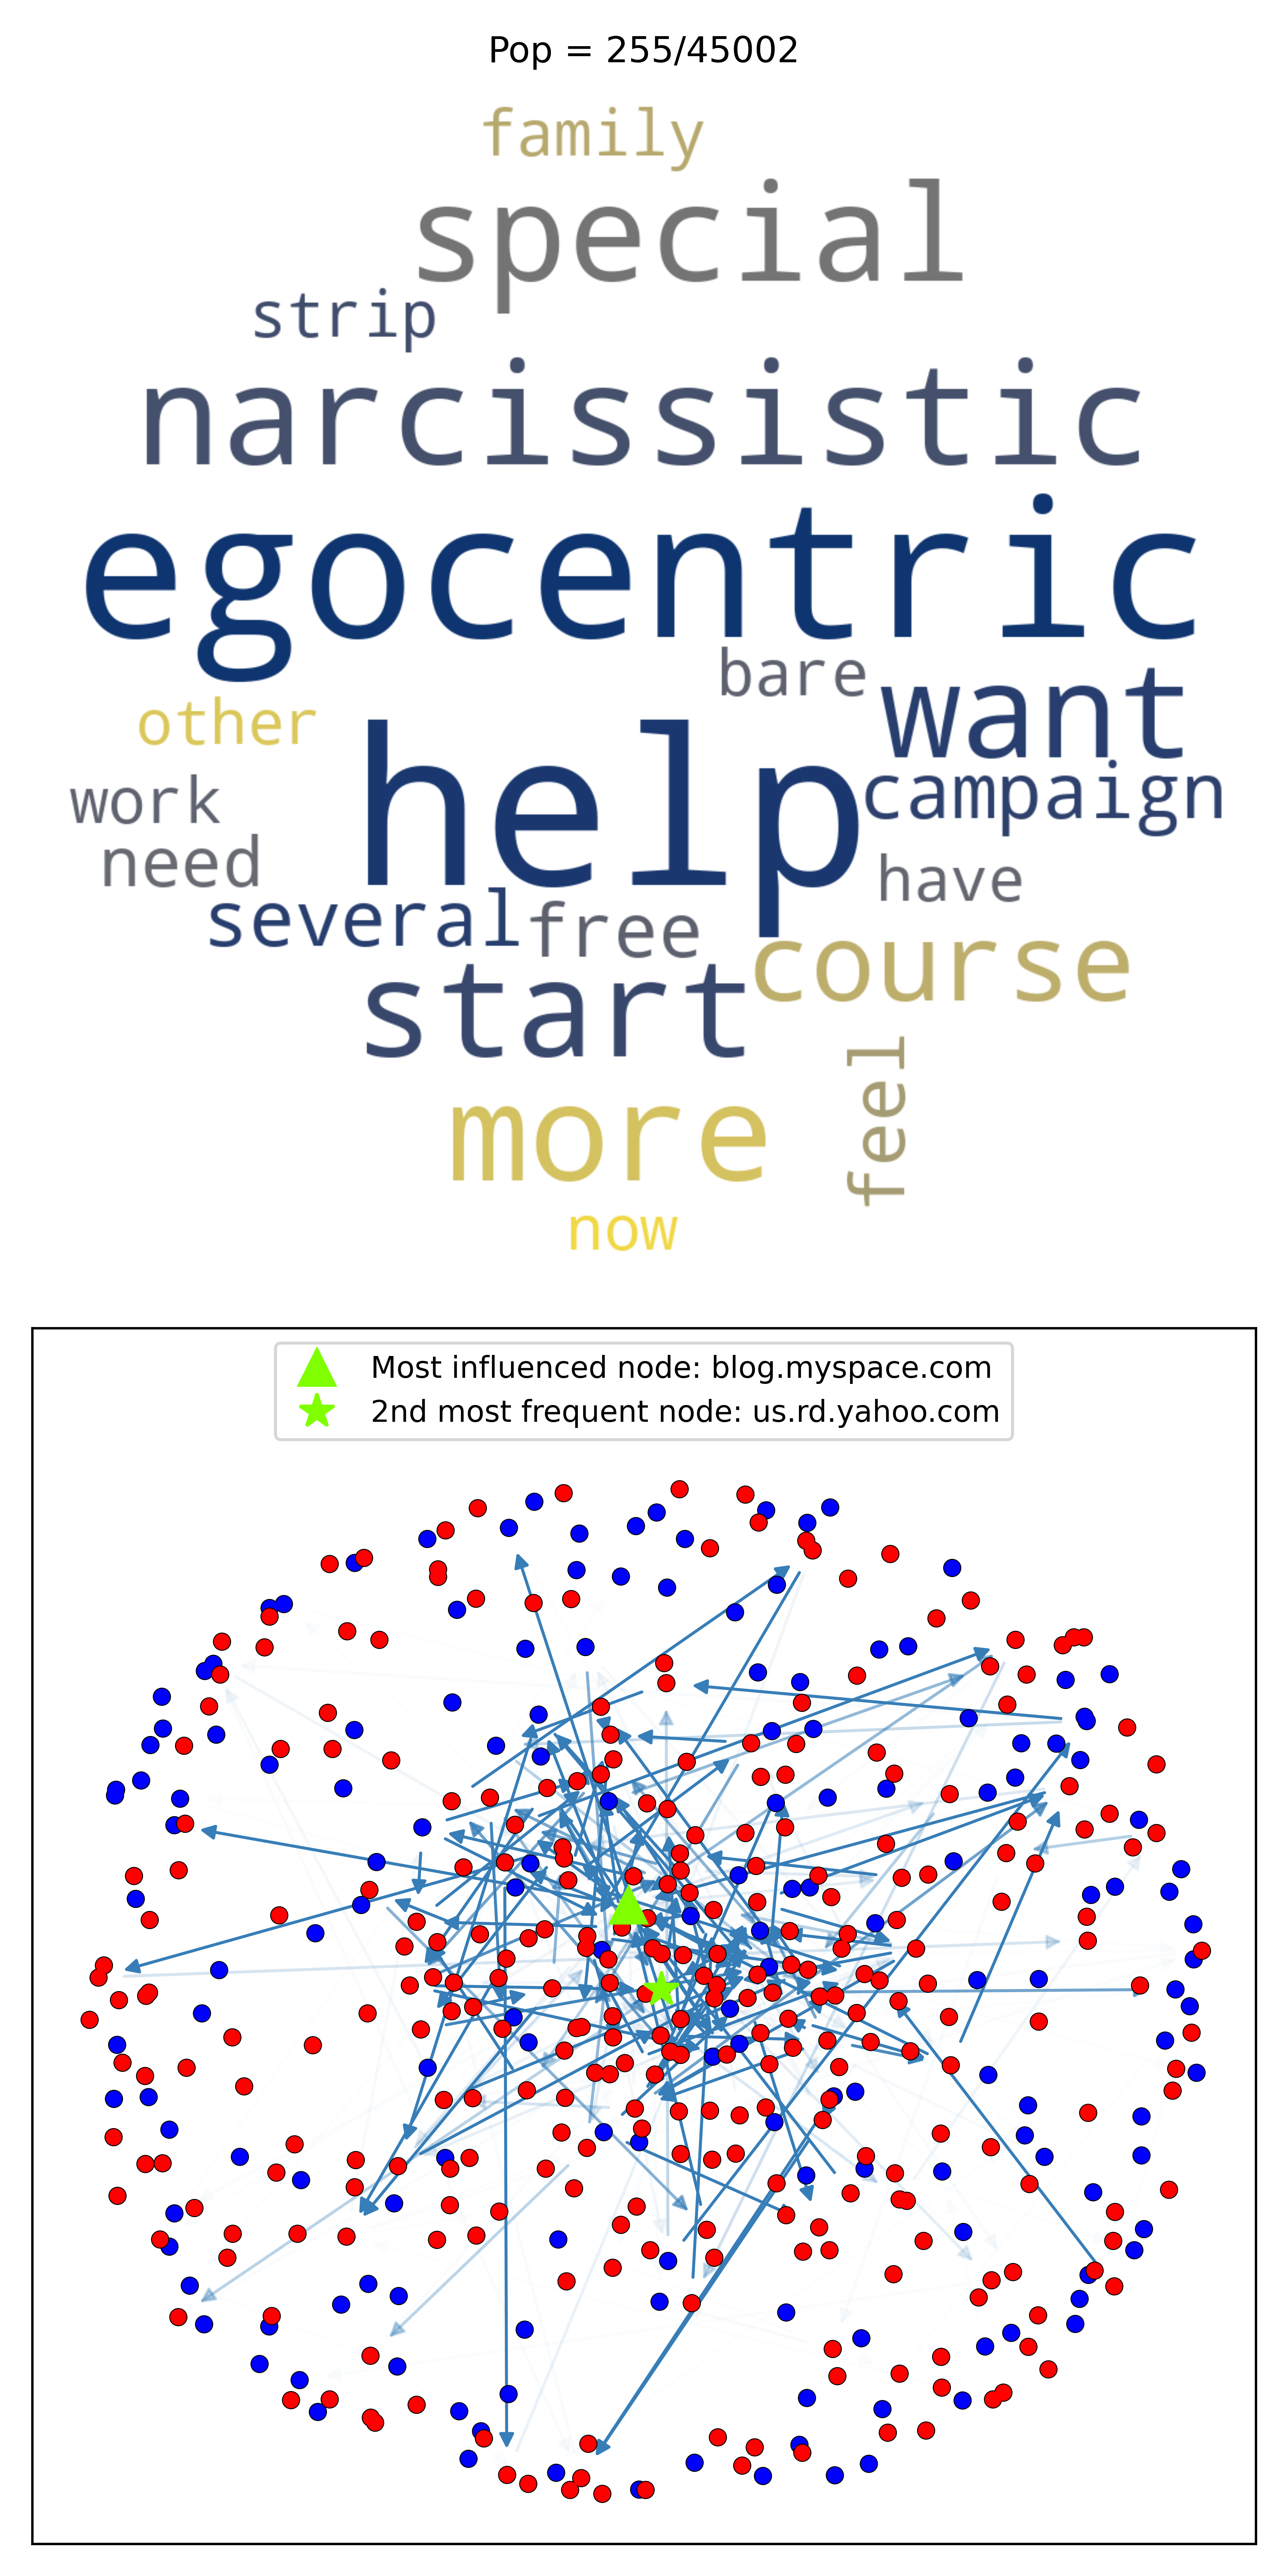 Pop = 255/45002
family
special
strip
narcissistic
egocentric
bare
other
want
help
work
campaign
need
have
several
free
course
start
feel
more
now
Most influenced node: blog.myspace.com
2nd most frequent node: us.rd.yahoo.com